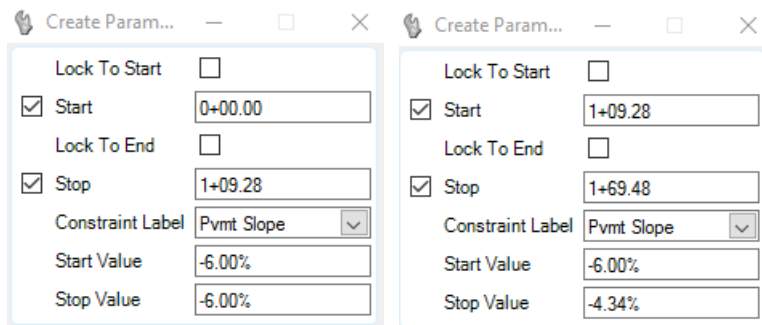 Create Param...
Lock To Start
Start 0+00.00
Lock To End
Stop 1+09.28
Constraint Label Pvmt Slope
Start Value -6.00%
Stop Value -6.00%
Create Param...
Lock To Start
Start 1+09.28
Lock To End
Stop 1+69.48
Constraint Label Pvmt Slope
Start Value -6.00%
Stop Value -4.34%